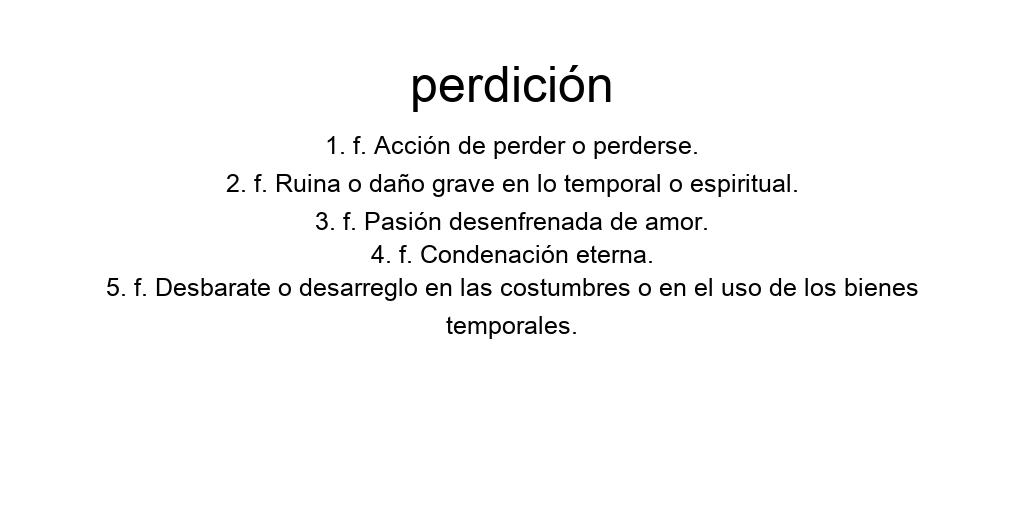 perdición
1. f. Acción de perder o perderse.
2. f. Ruina o daño grave en lo temporal o espiritual.
3. f. Pasión desenfrenada de amor.
4. f. Condenación eterna.
5. f. Desbarate o desarreglo en las costumbres o en el uso de los bienes
temporales.